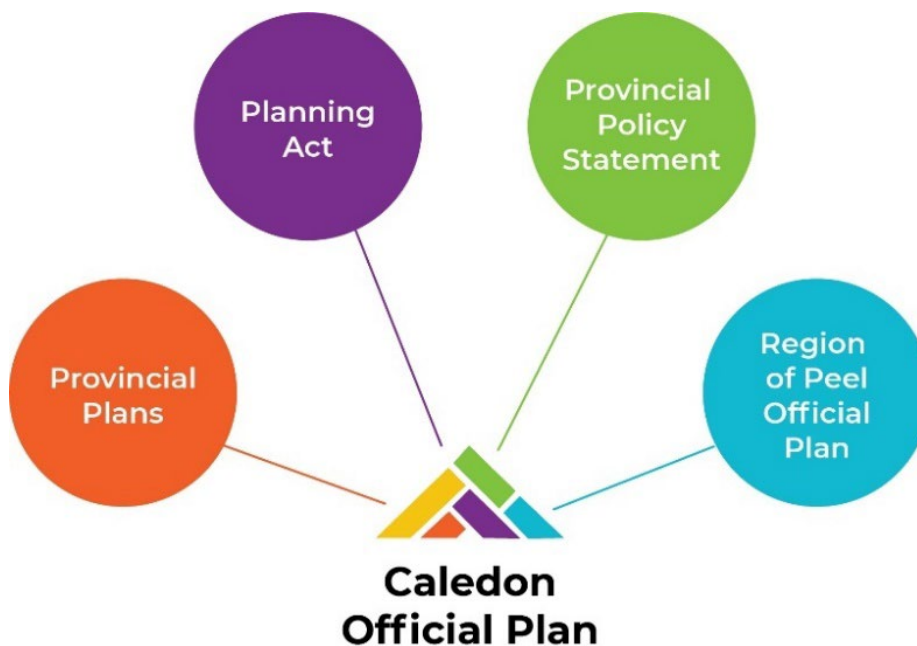 Planning
Act
Provincial
Policy
Statement
Provincial
Plans
Region
of Peel
Official
Plan
Caledon
Official Plan